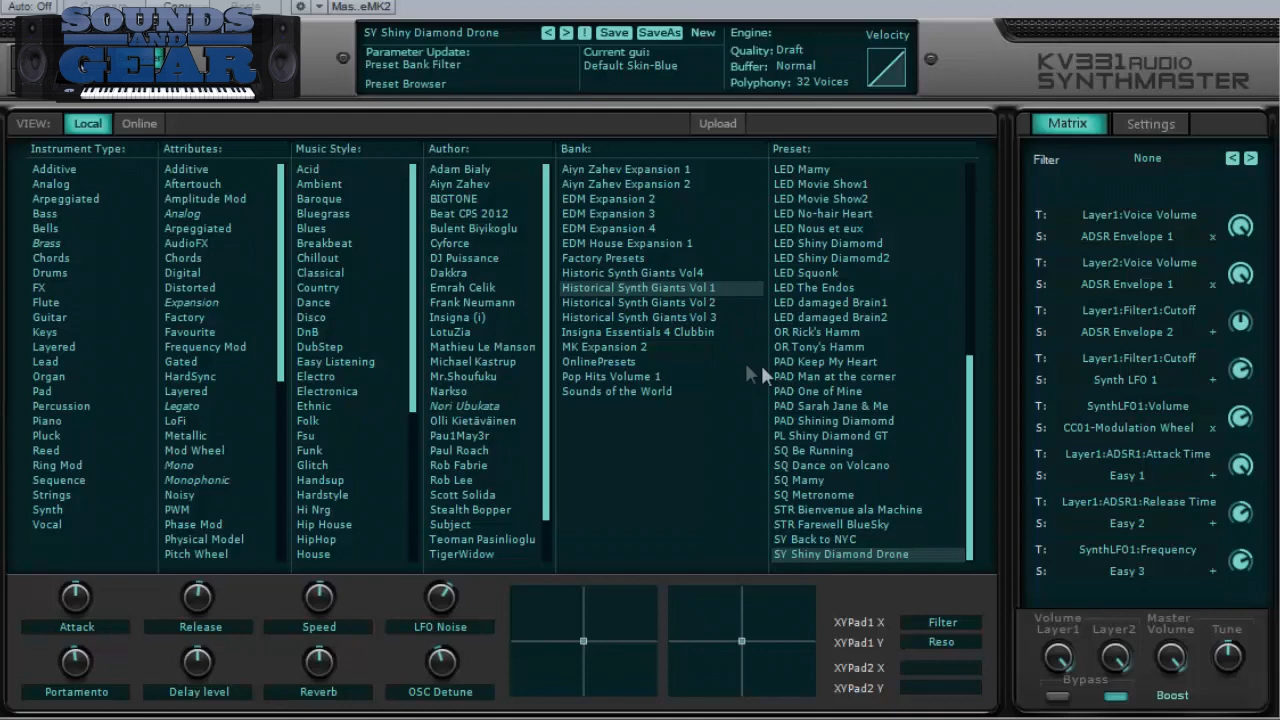 Auto: Off
Compare
Copy
Paste
Mas...eMK2
SOUNDS
AND
GEAR
SY Shiny Diamond Drone
< > ! Save SaveAs New
Parameter Update:
Preset Bank Filter
Preset Browser
Current gui:
Default Skin-Blue
Engine:
Quality: Draft
Buffer: Normal
Polyphony: 32 Voices
Velocity
KV331 AUDIO
SYNTHMASTER
VIEW: Local Online Upload
Instrument Type:
Additive
Analog
Arpeggiated
Bass
Bells
Brass
Chords
Drums
FX
Flute
Guitar
Keys
Layered
Lead
Organ
Pad
Percussion
Piano
Pluck
Reed
Ring Mod
Sequence
Strings
Synth
Vocal
Attributes:
Additive
Aftertouch
Amplitude Mod
Analog
Arpeggiated
AudioFX
Chords
Digital
Distorted
Expansion
Factory
Favourite
Frequency Mod
Gated
HardSync
Layered
Legato
LoFi
Metallic
Mod Wheel
Mono
Monophonic
Noisy
PWM
Phase Mod
Physical Model
Pitch Wheel
Music Style:
Acid
Ambient
Baroque
Bluegrass
Blues
Breakbeat
Chillout
Classical
Country
Dance
Disco
DnB
DubStep
Easy Listening
Electro
Electronica
Ethnic
Folk
Fsu
Funk
Glitch
Handsup
Hardstyle
Hi Nrg
Hip House
HipHop
House
Author:
Adam Bialy
Aiyn Zahev
BIGTONE
Beat CPS 2012
Bulent Biyikoglu
Cyforce
DJ Puissance
Dakkra
Emrah Celik
Frank Neumann
Insigna (i)
LotuZia
Mathieu Le Manson
Michael Kastrup
Mr.Shoufuku
Narkso
Nori Ubukata
Olli Kietäväinen
Pau1May3r
Paul Roach
Rob Fabrie
Rob Lee
Scott Solida
Stealth Bopper
Subject
Teoman Pasinlioglu
TigerWidow
Bank:
Aiyn Zahev Expansion 1
Aiyn Zahev Expansion 2
EDM Expansion 2
EDM Expansion 3
EDM Expansion 4
EDM House Expansion 1
Factory Presets
Historic Synth Giants Vol4
Historical Synth Giants Vol 1
Historical Synth Giants Vol 2
Historical Synth Giants Vol 3
Insigna Essentials 4 Clubbin
MK Expansion 2
OnlinePresets
Pop Hits Volume 1
Sounds of the World
Preset:
LED Mamy
LED Movie Show1
LED Movie Show2
LED No-hair Heart
LED Nous et eux
LED Shiny Diamomd
LED Shiny Diamomd2
LED Squonk
LED The Endos
LED damaged Brain1
LED damaged Brain2
OR Rick's Hamm
OR Tony's Hamm
PAD Keep My Heart
PAD Man at the corner
PAD One of Mine
PAD Sarah Jane & Me
PAD Shining Diamomd
PL Shiny Diamond GT
SQ Be Running
SQ Dance on Volcano
SQ Mamy
SQ Metronome
STR Bienvenue ala Machine
STR Farewell BlueSky
SY Back to NYC
SY Shiny Diamond Drone
Matrix Settings
Filter None < >
T: Layer1:Voice Volume
S: ADSR Envelope 1 x
T: Layer2:Voice Volume
S: ADSR Envelope 1 x
T: Layer1:Filter1:Cutoff
S: ADSR Envelope 2 +
T: Layer1:Filter1:Cutoff
S: Synth LFO 1 +
T: SynthLFO1:Volume
S: CC01-Modulation Wheel x
T: Layer1:ADSR1:Attack Time
S: Easy 1 +
T: Layer1:ADSR1:Release Time
S: Easy 2 +
T: SynthLFO1:Frequency
S: Easy 3 +
Attack Release Speed LFO Noise
Portamento Delay level Reverb OSC Detune
XYPad1 X Filter
XYPad1 Y Reso
XYPad2 X
XYPad2 Y
Volume
Layer1 Layer2
Master
Volume
Tune
Bypass
Boost